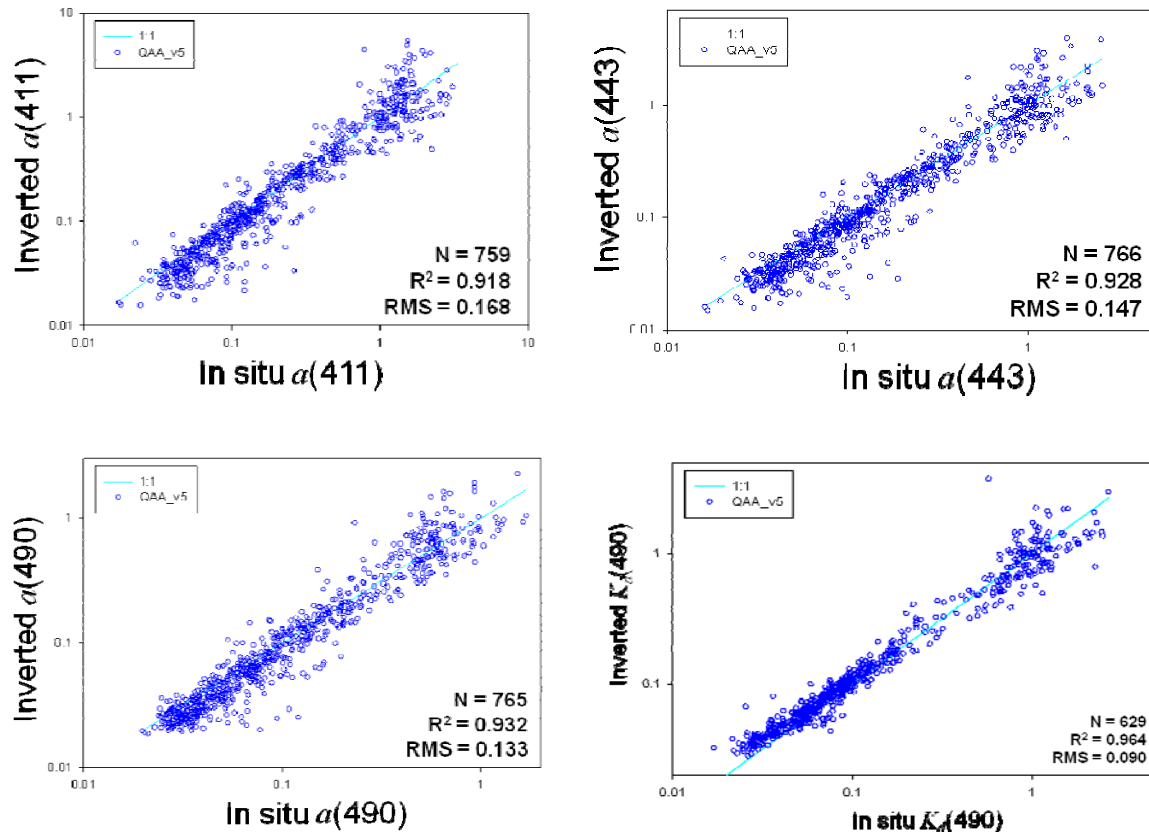 10
1:1
QAA_v5
1
0.1
0.01
Inverted a(411)
N = 759
R² = 0.918
RMS = 0.168
0.01 0.1 1 10
In situ a(411)
1:1
QAA_v5
1
0.1
0.01
Inverted a(443)
N = 766
R² = 0.928
RMS = 0.147
0.01 0.1 1
In situ a(443)
1:1
QAA_v5
1
0.1
0.01
Inverted a(490)
N = 765
R² = 0.932
RMS = 0.133
0.01 0.1 1
In situ a(490)
1:1
QAA_v5
1
0.1
Inverted K_d(490)
N = 629
R² = 0.964
RMS = 0.090
0.01 0.1 1
In situ K_d(490)